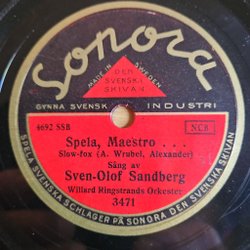 Sonora
MADE IN SWEDEN
DEN
SVENSKA
SKIVAN
GYNNA SVENSK INDUSTRI
4692 SSB
NCB
Spela, Maestro . . .
Slow-fox (A. Wrubel, Alexander)
Sång av
Sven-Olof Sandberg
Willard Ringstrands Orkester
3471
SPELA SVENSKA SCHLAGER PÅ SONORA DEN SVENSKA SKIVAN